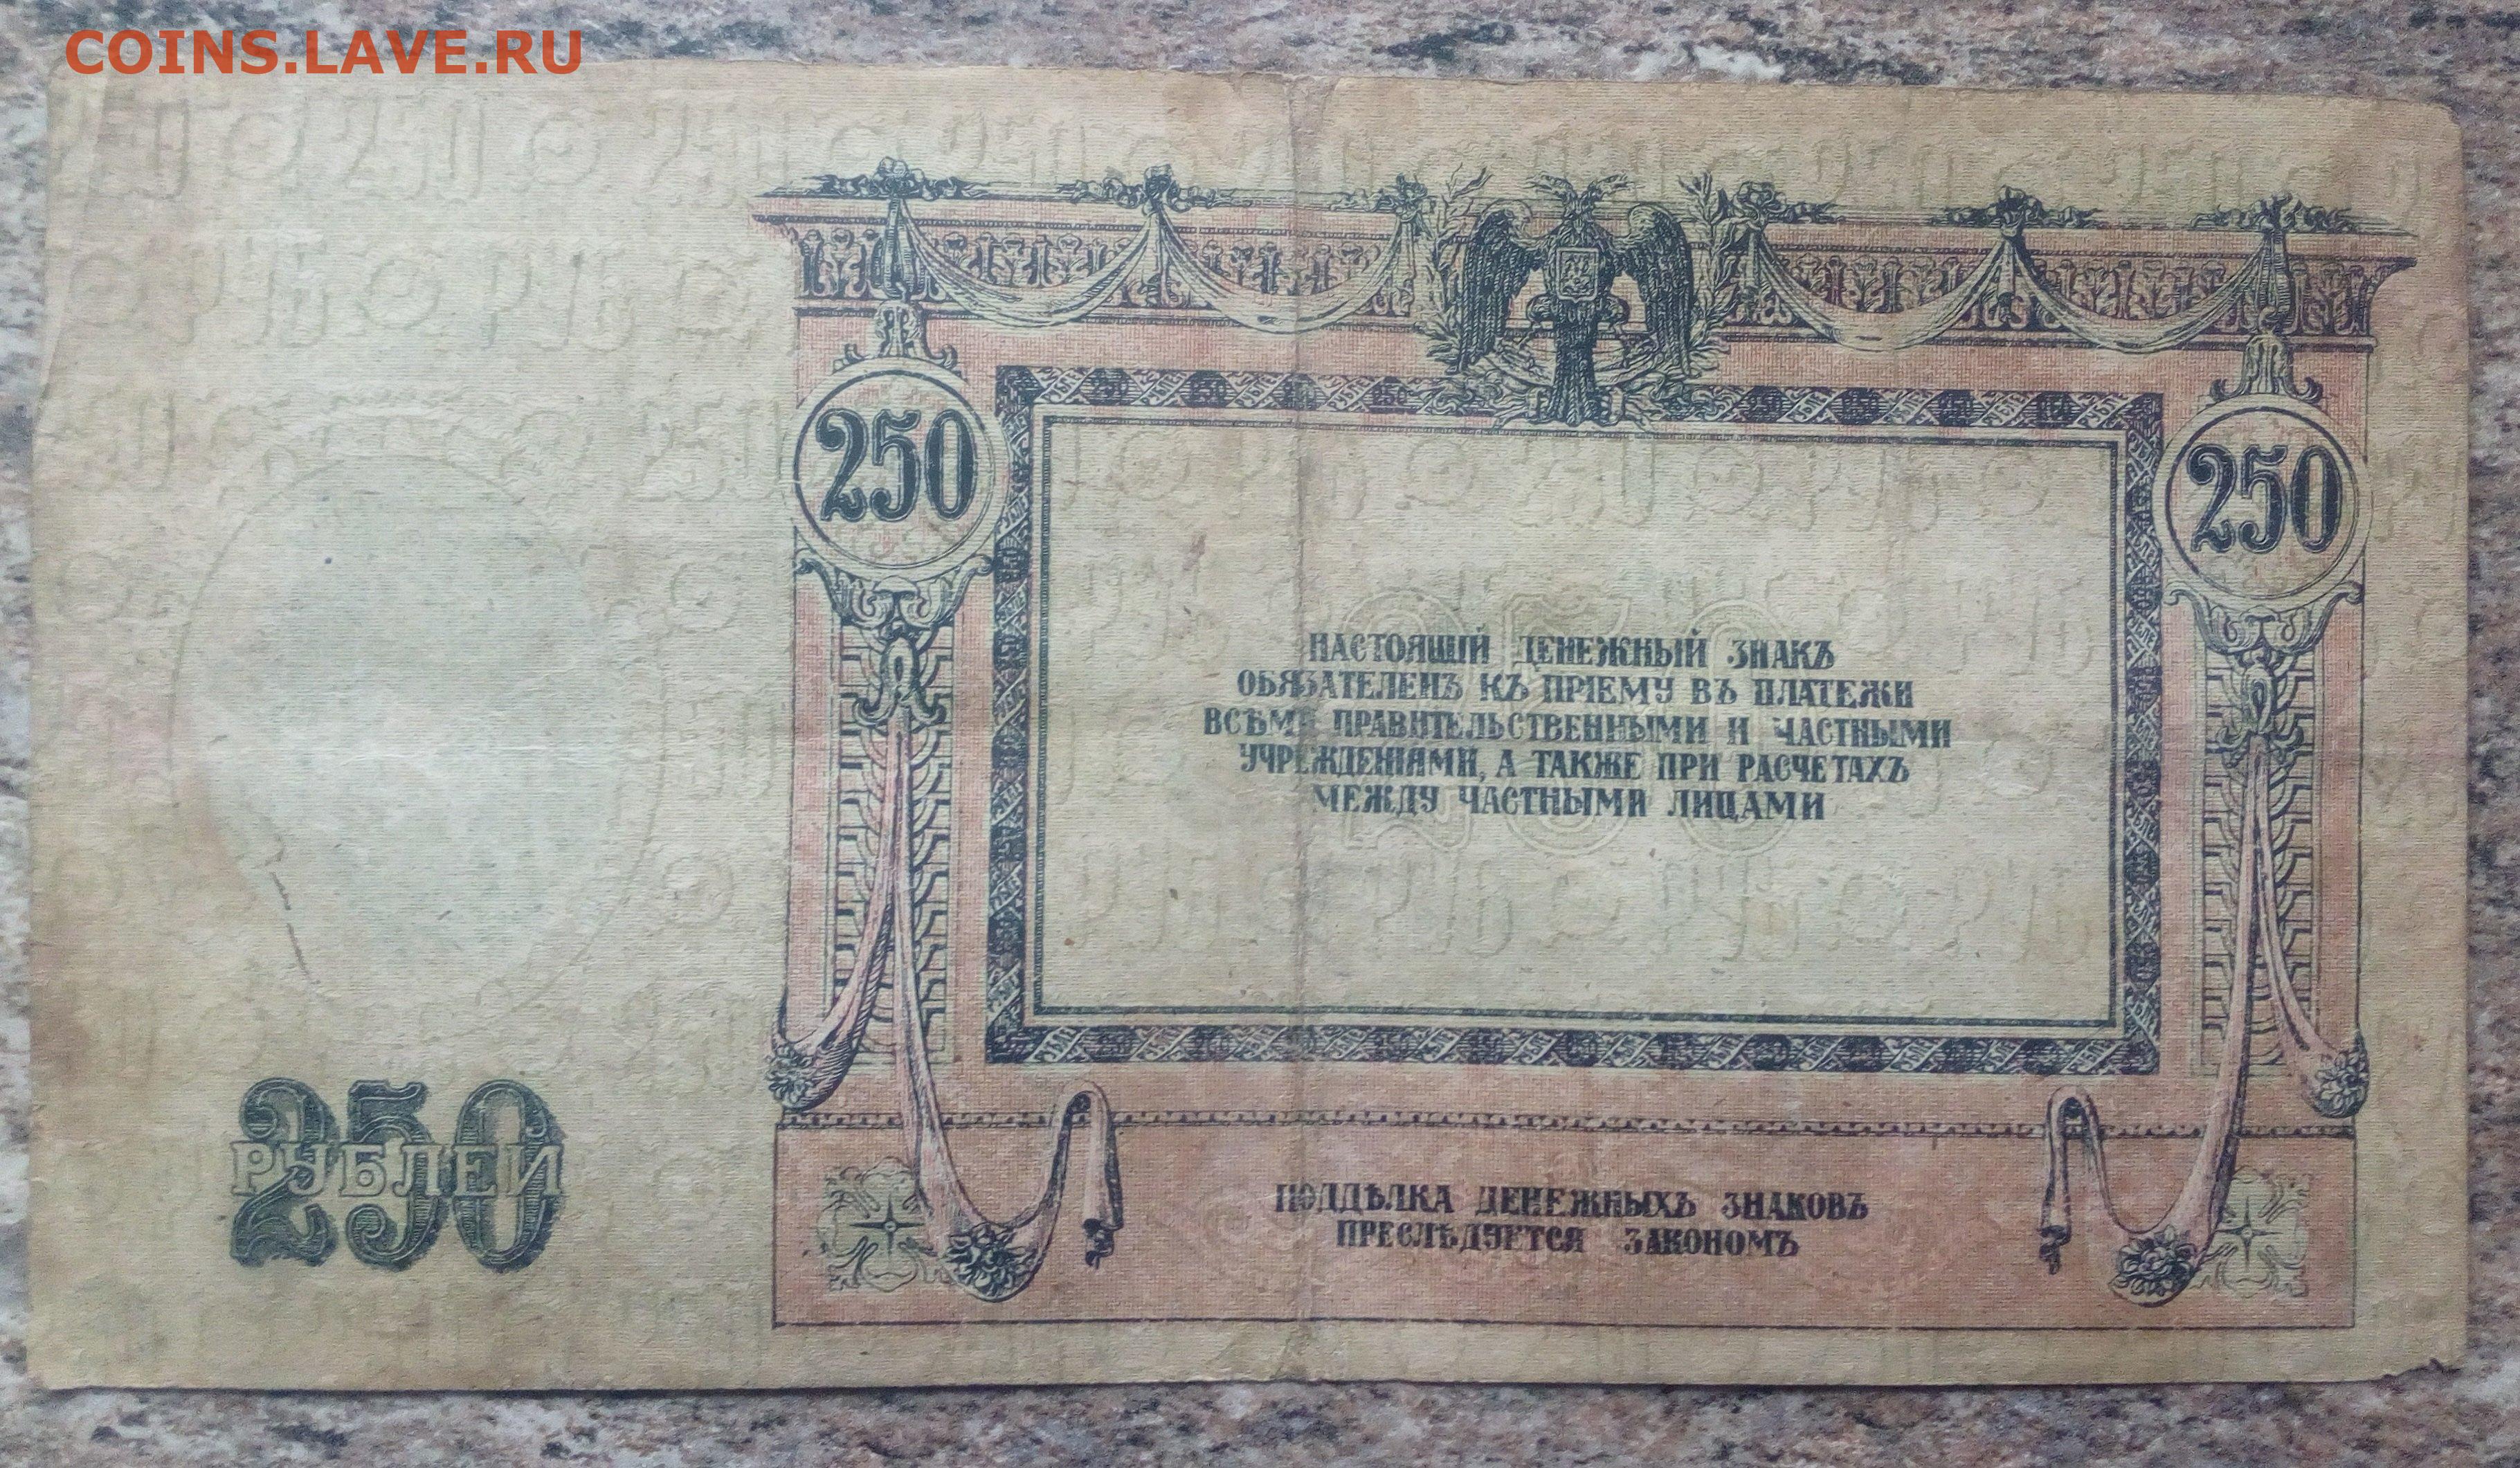 COINS.LAVE.RU
250
250
НАСТОЯЩІЙ ДЕНЕЖНЫЙ ЗНАКЪ
ОБЯЗАТЕЛЕНЪ КЪ ПРІЕМУ ВЪ ПЛАТЕЖИ
ВСѢМИ ПРАВИТЕЛЬСТВЕННЫМИ И ЧАСТНЫМИ
УЧРЕЖДЕНІЯМИ, А ТАКЖЕ ПРИ РАСЧЕТАХЪ
МЕЖДУ ЧАСТНЫМИ ЛИЦАМИ
250
РУБЛЕЙ
ПОДДѢЛКА ДЕНЕЖНЫХЪ ЗНАКОВЪ
ПРЕСЛѢДУЕТСЯ ЗАКОНОМЪ